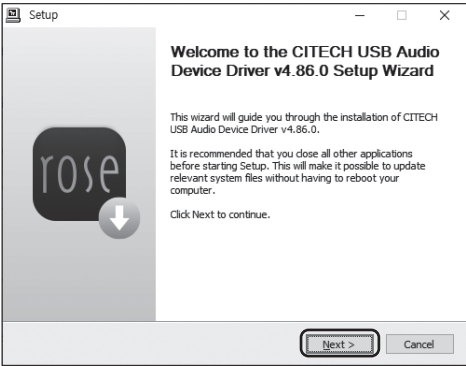 Setup
Welcome to the CITECH USB Audio
Device Driver v4.86.0 Setup Wizard
This wizard will guide you through the installation of CITECH
USB Audio Device Driver v4.86.0.
It is recommended that you close all other applications
before starting Setup. This will make it possible to update
relevant system files without having to reboot your
computer.
Click Next to continue.
rose
Next >
Cancel